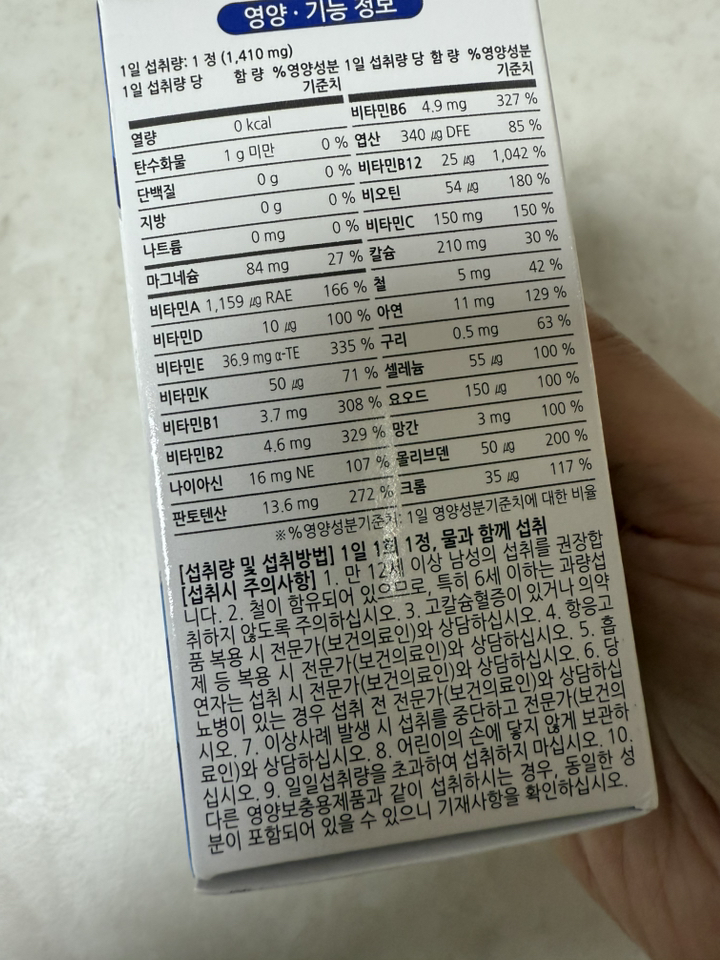 영양 · 기능 정보
1일 섭취량: 1 정 (1,410 mg)
1일 섭취량 당 함 량 %영양성분 기준치
열량 0 kcal
탄수화물 1 g 미만 0 %
단백질 0 g 0 %
지방 0 g 0 %
나트륨 0 mg 0 %
마그네슘 84 mg 27 %
비타민A 1,159 ㎍ RAE 166 %
비타민D 10 ㎍ 100 %
비타민E 36.9 mg α-TE 335 %
비타민K 50 ㎍ 71 %
비타민B1 3.7 mg 308 %
비타민B2 4.6 mg 329 %
나이아신 16 mg NE 107 %
판토텐산 13.6 mg 272 %
1일 섭취량 당 함 량 %영양성분 기준치
비타민B6 4.9 mg 327 %
엽산 340 ㎍ DFE 85 %
비타민B12 25 ㎍ 1,042 %
비오틴 54 ㎍ 180 %
비타민C 150 mg 150 %
칼슘 210 mg 30 %
철 5 mg 42 %
아연 11 mg 129 %
구리 0.5 mg 63 %
셀레늄 55 ㎍ 100 %
요오드 150 ㎍ 100 %
망간 3 mg 100 %
몰리브덴 50 ㎍ 200 %
크롬 35 ㎍ 117 %
※%영양성분기준치: 1일 영양성분기준치에 대한 비율
[섭취량 및 섭취방법] 1일 1회 1정, 물과 함께 섭취
[섭취시 주의사항] 1. 만 12세 이상 남성의 섭취를 권장합
니다. 2. 철이 함유되어 있으므로, 특히 6세 이하는 과량섭
취하지 않도록 주의하십시오. 3. 고칼슘혈증이 있거나 의약
품 복용 시 전문가(보건의료인)와 상담하십시오. 4. 항응고
제 등 복용 시 전문가(보건의료인)와 상담하십시오. 5. 흡
연자는 섭취 시 전문가(보건의료인)와 상담하십시오. 6. 당
뇨병이 있는 경우 섭취 전 전문가(보건의료인)와 상담하십
시오. 7. 이상사례 발생 시 섭취를 중단하고 전문가(보건의
료인)와 상담하십시오. 8. 어린이의 손에 닿지 않게 보관하
십시오. 9. 일일섭취량을 초과하여 섭취하지 마십시오. 10.
다른 영양보충용제품과 같이 섭취하시는 경우, 동일한 성
분이 포함되어 있을 수 있으니 기재사항을 확인하십시오.